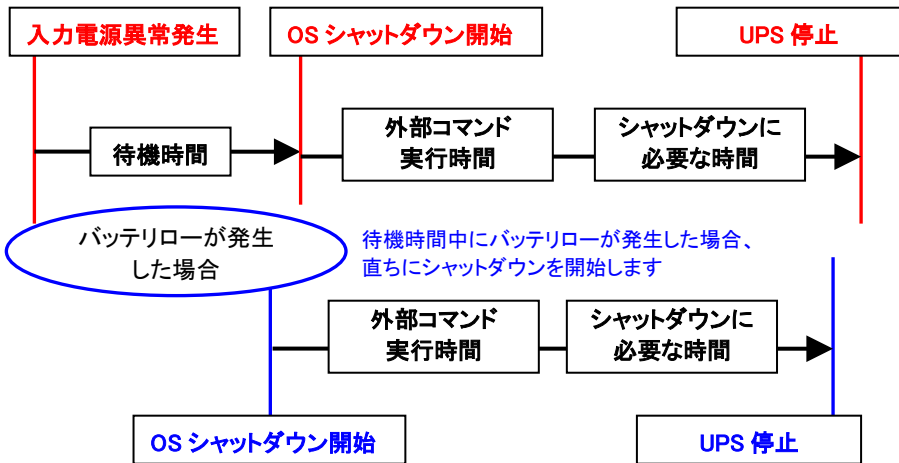 入力電源異常発生
OS シャットダウン開始
UPS 停止
待機時間
外部コマンド
実行時間
シャットダウンに
必要な時間
バッテリローが発生
した場合
待機時間中にバッテリローが発生した場合、
直ちにシャットダウンを開始します
外部コマンド
実行時間
シャットダウンに
必要な時間
OS シャットダウン開始
UPS 停止